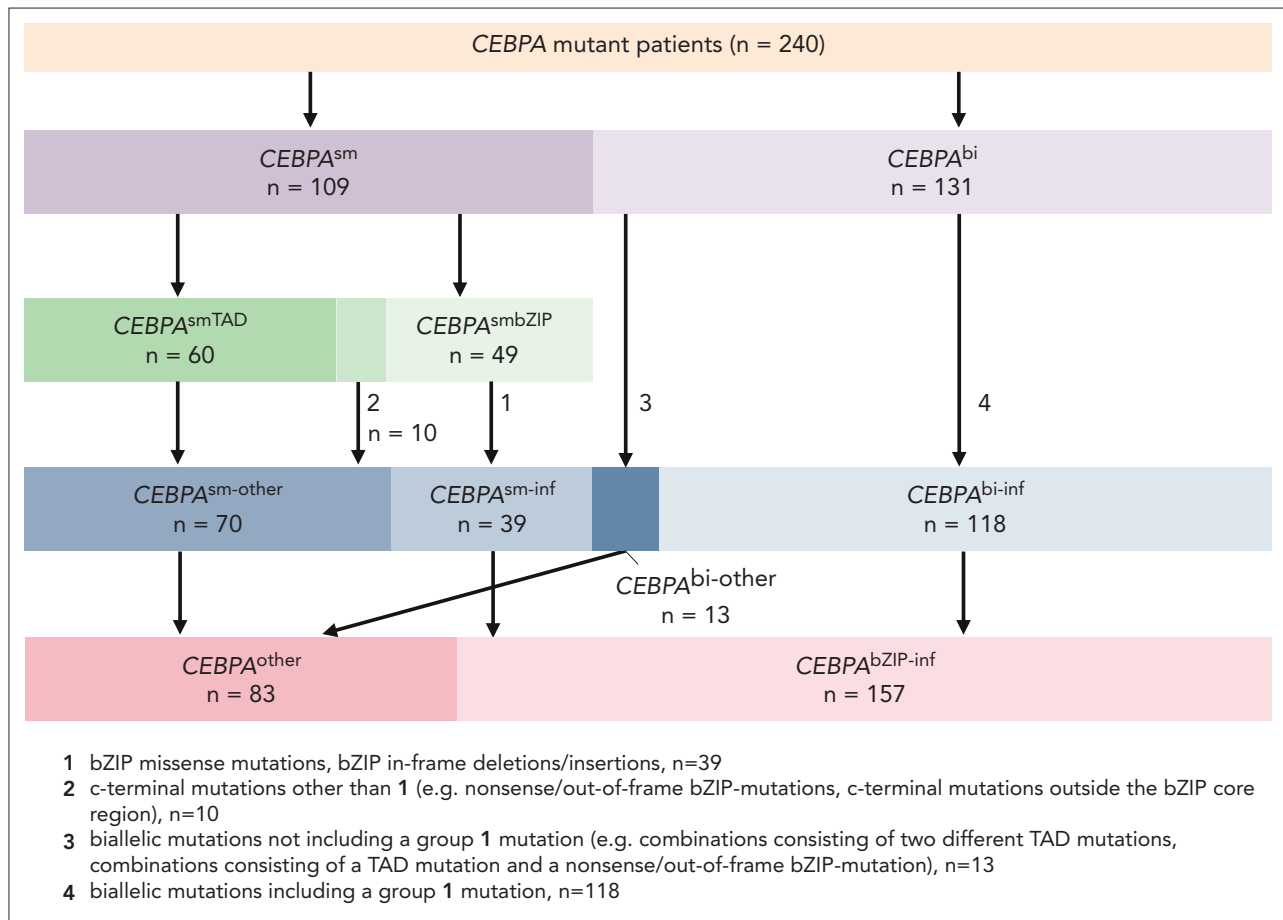 CEBPA mutant patients (n = 240)
CEBPAsm
n = 109
CEBPAbi
n = 131
CEBPAsmTAD
n = 60
CEBPAsmbZIP
n = 49
2
n = 10
1
3
4
CEBPAsm-other
n = 70
CEBPAsm-inf
n = 39
CEBPAbi-inf
n = 118
CEBPAbi-other
n = 13
CEBPAother
n = 83
CEBPAbZIP-inf
n = 157
1 bZIP missense mutations, bZIP in-frame deletions/insertions, n=39
2 c-terminal mutations other than 1 (e.g. nonsense/out-of-frame bZIP-mutations, c-terminal mutations outside the bZIP core
region), n=10
3 biallelic mutations not including a group 1 mutation (e.g. combinations consisting of two different TAD mutations,
combinations consisting of a TAD mutation and a nonsense/out-of-frame bZIP-mutation), n=13
4 biallelic mutations including a group 1 mutation, n=118